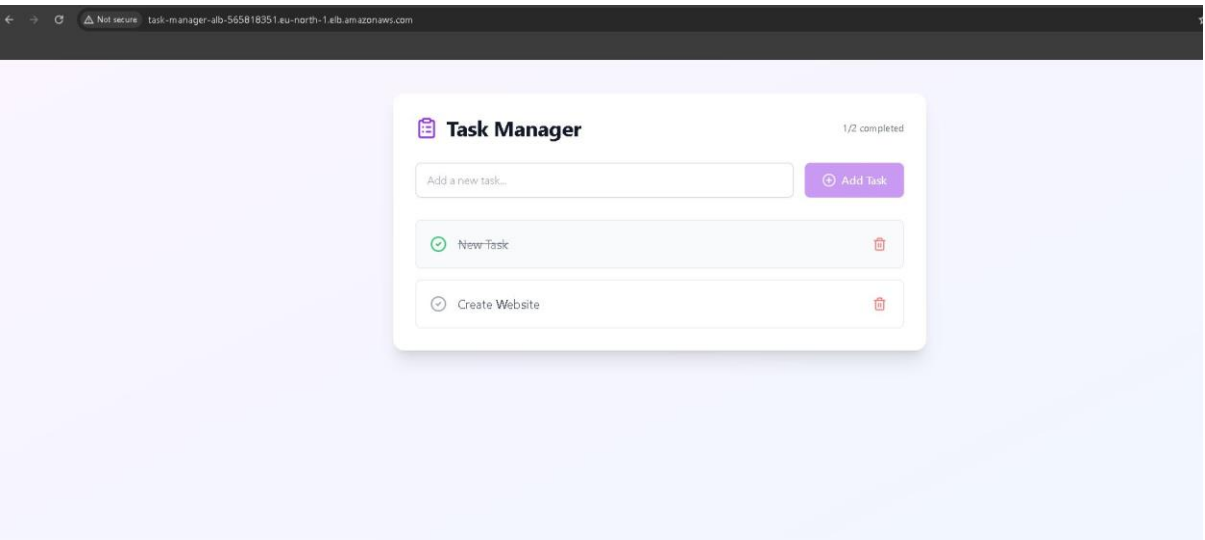 Not secure task-manager-alb-565818351.eu-north-1.elb.amazonaws.com
Task Manager 1/2 completed
Add a new task... Add Task
New Task
Create Website